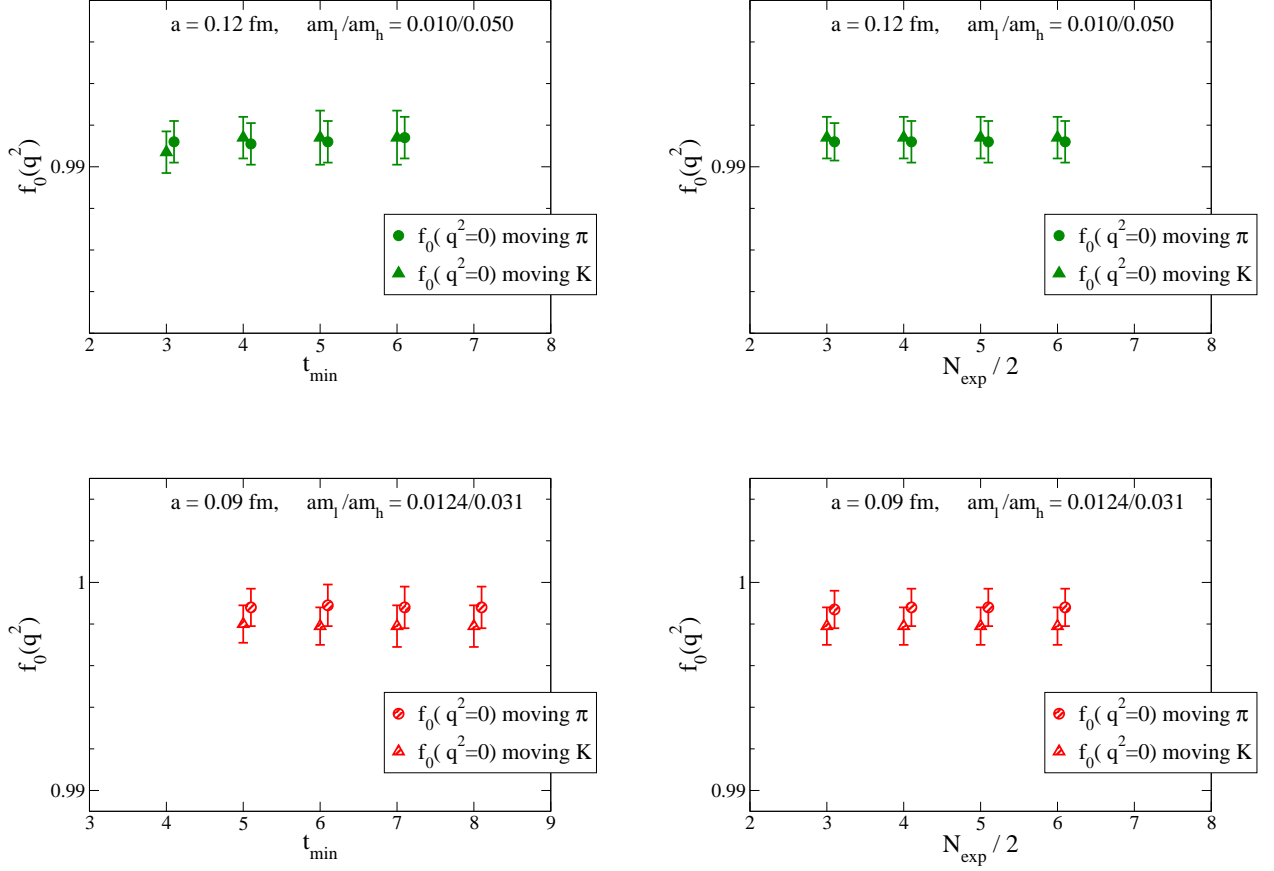 a = 0.12 fm, am_l/am_h = 0.010/0.050
f_0(q^2)
0.99
f_0( q^2=0) moving π
f_0( q^2=0) moving K
2 3 4 5 6 7 8
t_min
a = 0.12 fm, am_l/am_h = 0.010/0.050
f_0(q^2)
0.99
f_0( q^2=0) moving π
f_0( q^2=0) moving K
2 3 4 5 6 7 8
N_exp / 2
a = 0.09 fm, am_l/am_h = 0.0124/0.031
1
f_0(q^2)
f_0( q^2=0) moving π
f_0( q^2=0) moving K
0.99
3 4 5 6 7 8 9
t_min
a = 0.09 fm, am_l/am_h = 0.0124/0.031
1
f_0(q^2)
f_0( q^2=0) moving π
f_0( q^2=0) moving K
0.99
2 3 4 5 6 7 8
N_exp / 2